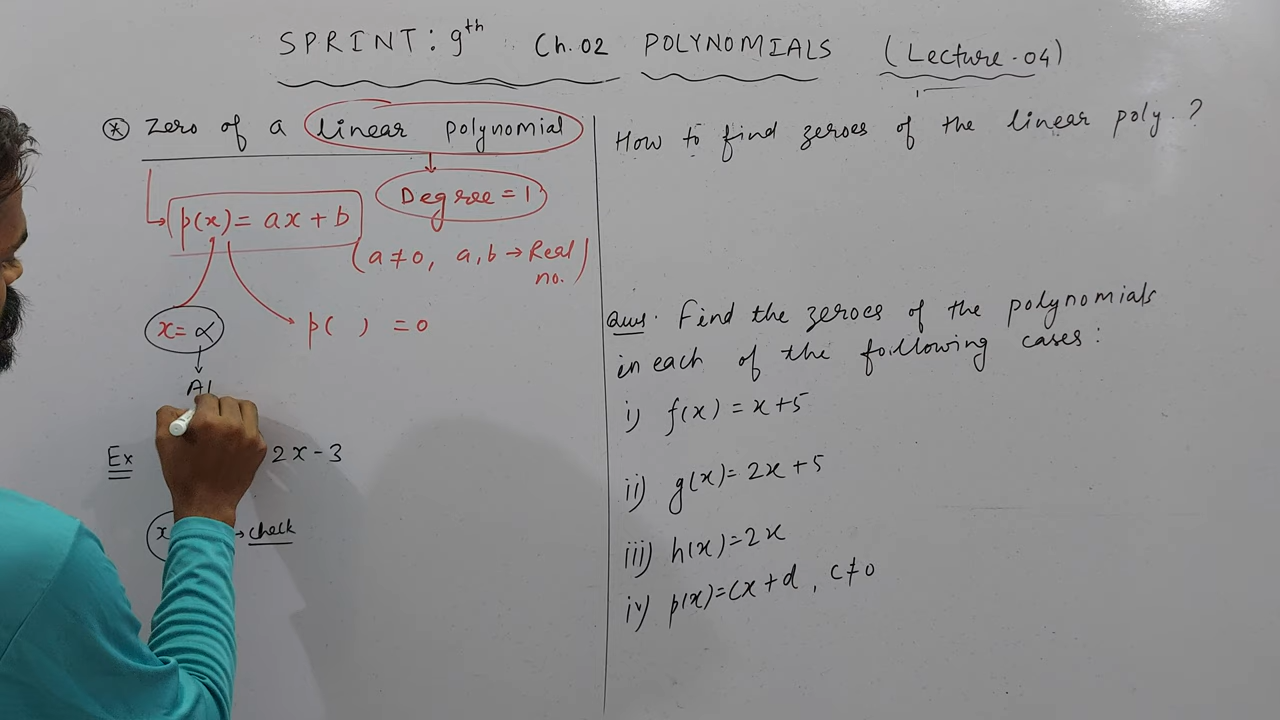 SPRINT: 9th Ch. 02 POLYNOMIALS (Lecture-04)
⊛ Zero of a linear polynomial
Degree = 1
p(x) = ax + b
(a ≠ 0, a, b → Real no.)
x = α
p( ) = 0
Al
Ex 2x - 3
x → check
How to find zeroes of the linear poly. ?
Ques. Find the zeroes of the polynomials
in each of the following cases:
i) f(x) = x+5
ii) g(x) = 2x + 5
iii) h(x) = 2x
iv) p(x) = cx + d, c ≠ 0